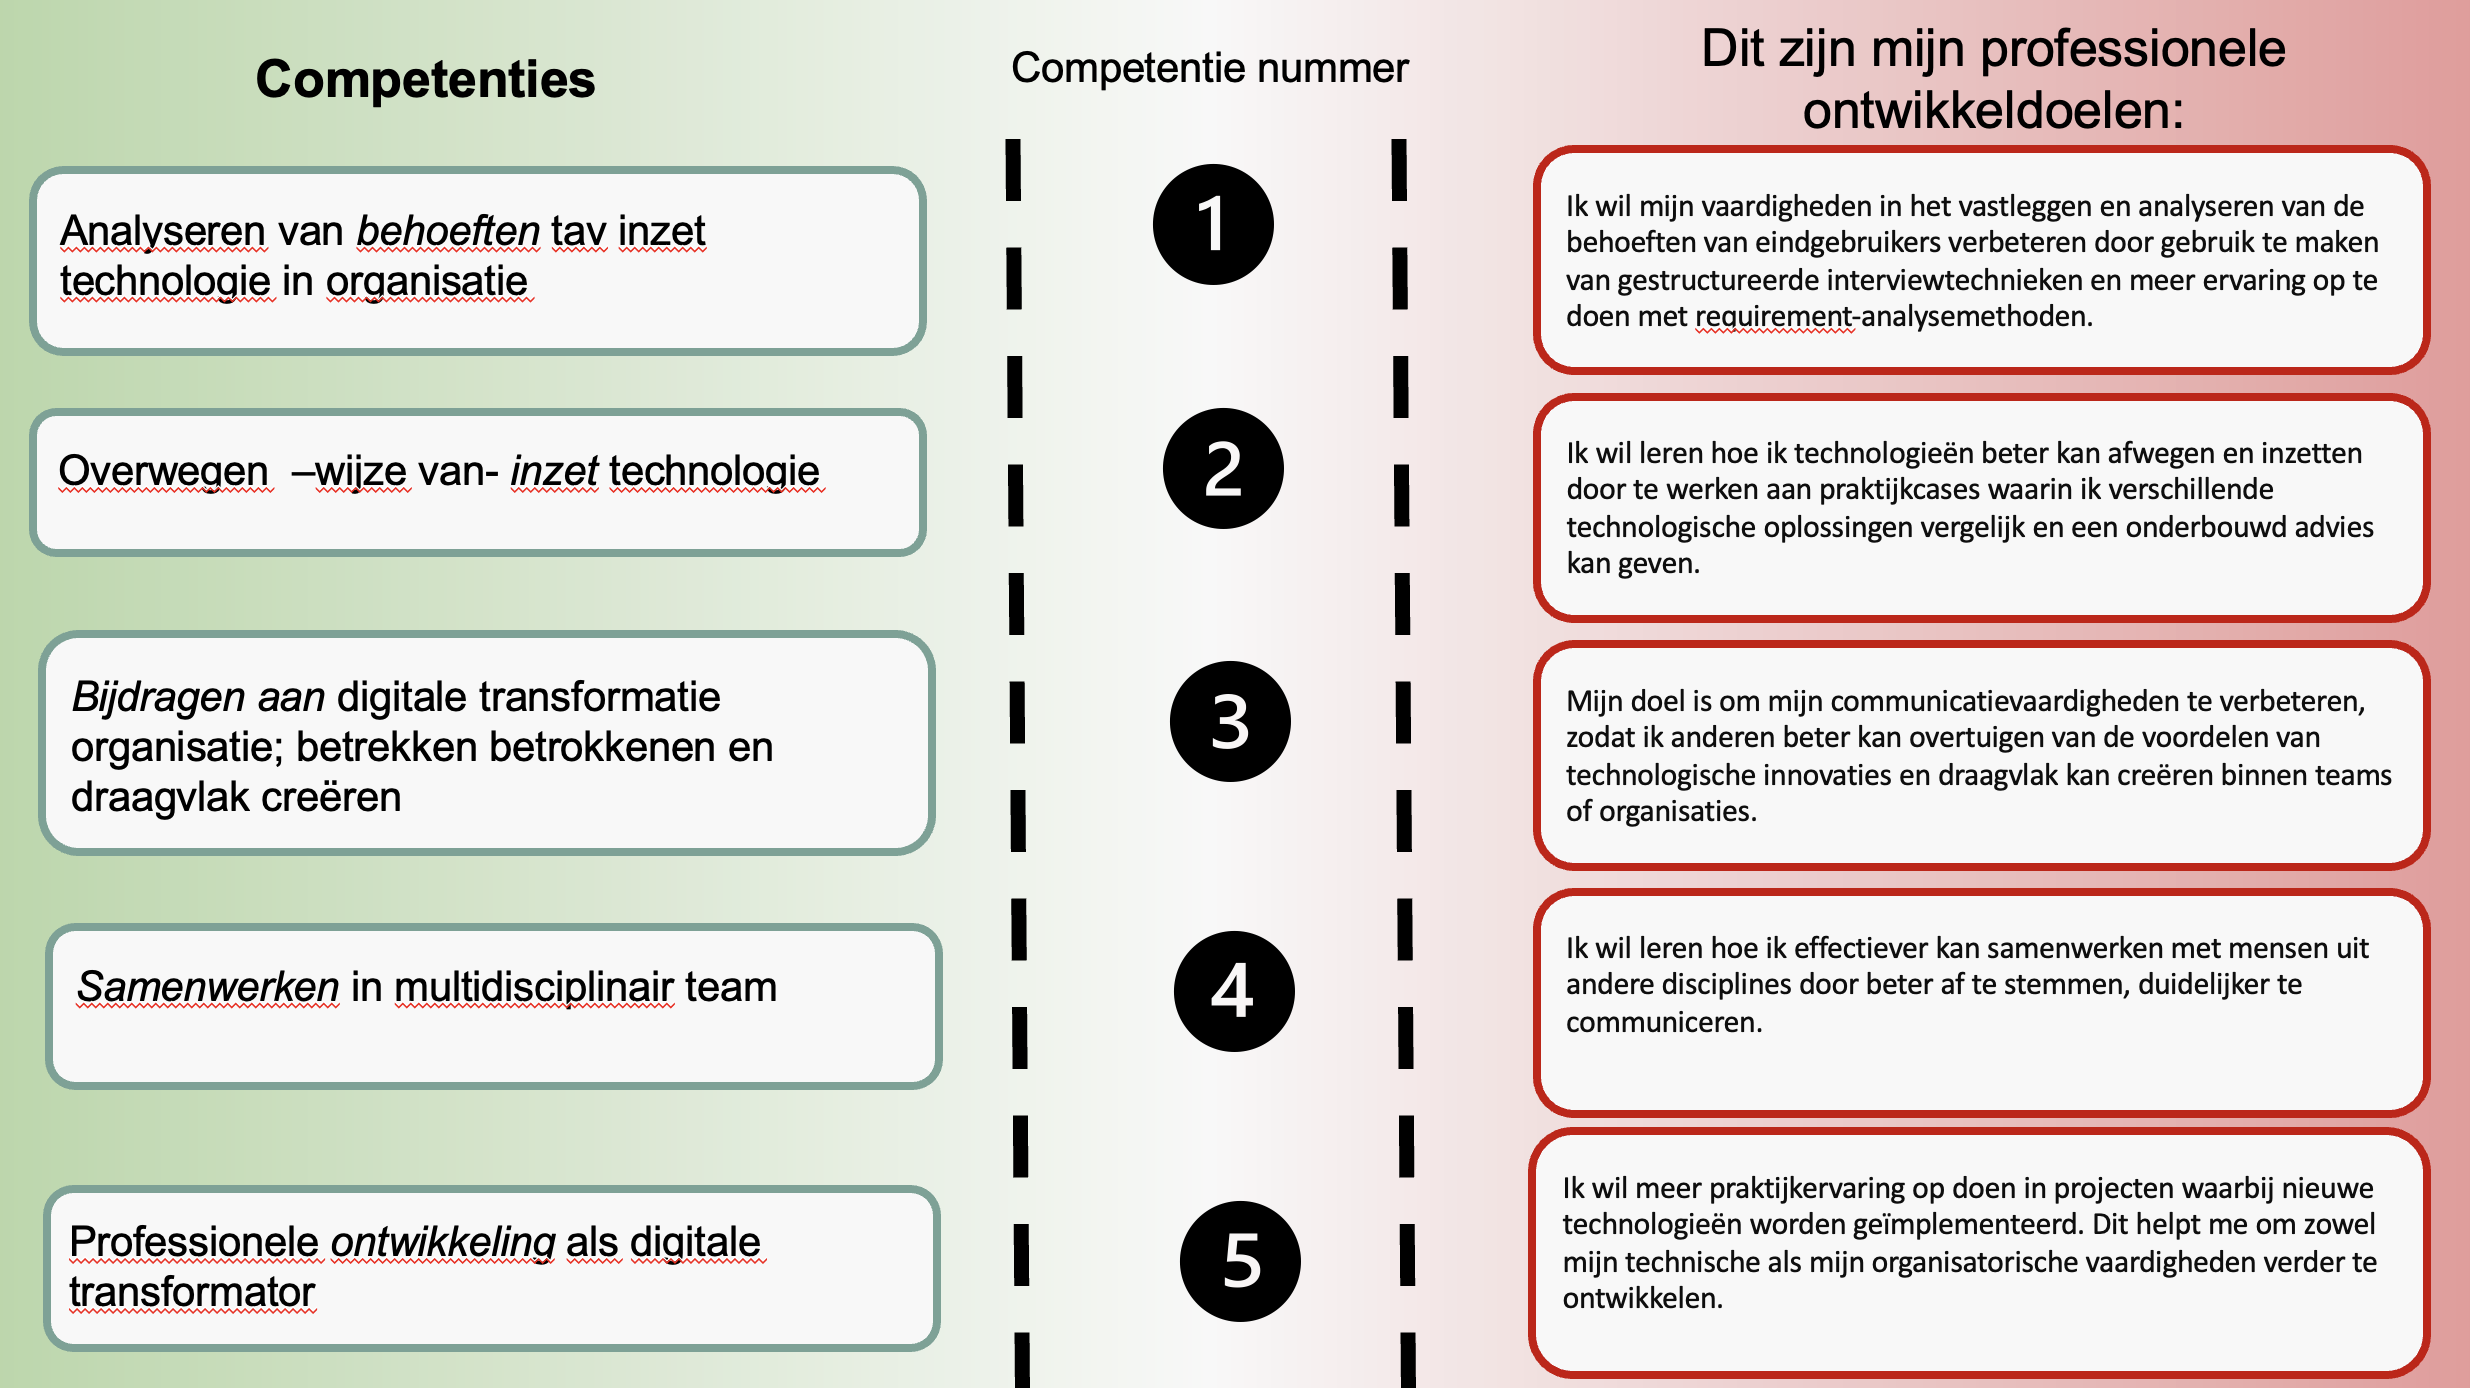 Competenties
Competentie nummer
Dit zijn mijn professionele
ontwikkeldoelen:
Analyseren van behoeften tav inzet
technologie in organisatie
1
Ik wil mijn vaardigheden in het vastleggen en analyseren van de
behoeften van eindgebruikers verbeteren door gebruik te maken
van gestructureerde interviewtechnieken en meer ervaring op te
doen met requirement-analysemethoden.
Overwegen –wijze van- inzet technologie
2
Ik wil leren hoe ik technologieën beter kan afwegen en inzetten
door te werken aan praktijkcases waarin ik verschillende
technologische oplossingen vergelijk en een onderbouwd advies
kan geven.
Bijdragen aan digitale transformatie
organisatie; betrekken betrokkenen en
draagvlak creëren
3
Mijn doel is om mijn communicatievaardigheden te verbeteren,
zodat ik anderen beter kan overtuigen van de voordelen van
technologische innovaties en draagvlak kan creëren binnen teams
of organisaties.
Samenwerken in multidisciplinair team
4
Ik wil leren hoe ik effectiever kan samenwerken met mensen uit
andere disciplines door beter af te stemmen, duidelijker te
communiceren.
Professionele ontwikkeling als digitale
transformator
5
Ik wil meer praktijkervaring op doen in projecten waarbij nieuwe
technologieën worden geïmplementeerd. Dit helpt me om zowel
mijn technische als mijn organisatorische vaardigheden verder te
ontwikkelen.